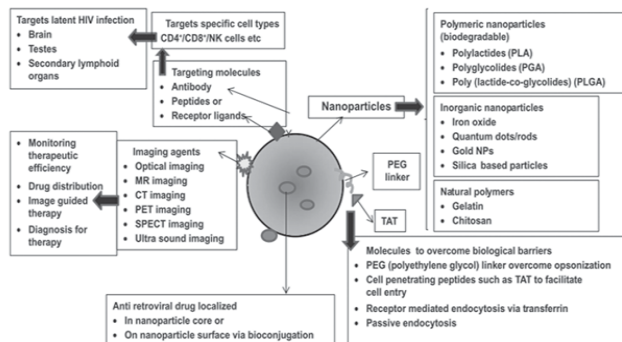 Targets latent HIV infection
• Brain
• Testes
• Secondary lymphoid
organs
Targets specific cell types
CD4⁺/CD8⁺/NK cells etc
Targeting molecules
• Antibody
• Peptides or
• Receptor ligands
Nanoparticles
Polymeric nanoparticles
(biodegradable)
• Polylactides (PLA)
• Polyglycolides (PGA)
• Poly (lactide-co-glycolides) (PLGA)
Inorganic nanoparticles
• Iron oxide
• Quantum dots/rods
• Gold NPs
• Silica based particles
Natural polymers
• Gelatin
• Chitosan
• Monitoring
therapeutic
efficiency
• Drug distribution
• Image guided
therapy
• Diagnosis for
therapy
Imaging agents
• Optical imaging
• MR imaging
• CT imaging
• PET imaging
• SPECT imaging
• Ultra sound imaging
PEG
linker
TAT
Molecules to overcome biological barriers
• PEG (polyethylene glycol) linker overcome opsonization
• Cell penetrating peptides such as TAT to facilitate
cell entry
• Receptor mediated endocytosis via transferrin
• Passive endocytosis
Anti retroviral drug localized
• In nanoparticle core or
• On nanoparticle surface via bioconjugation